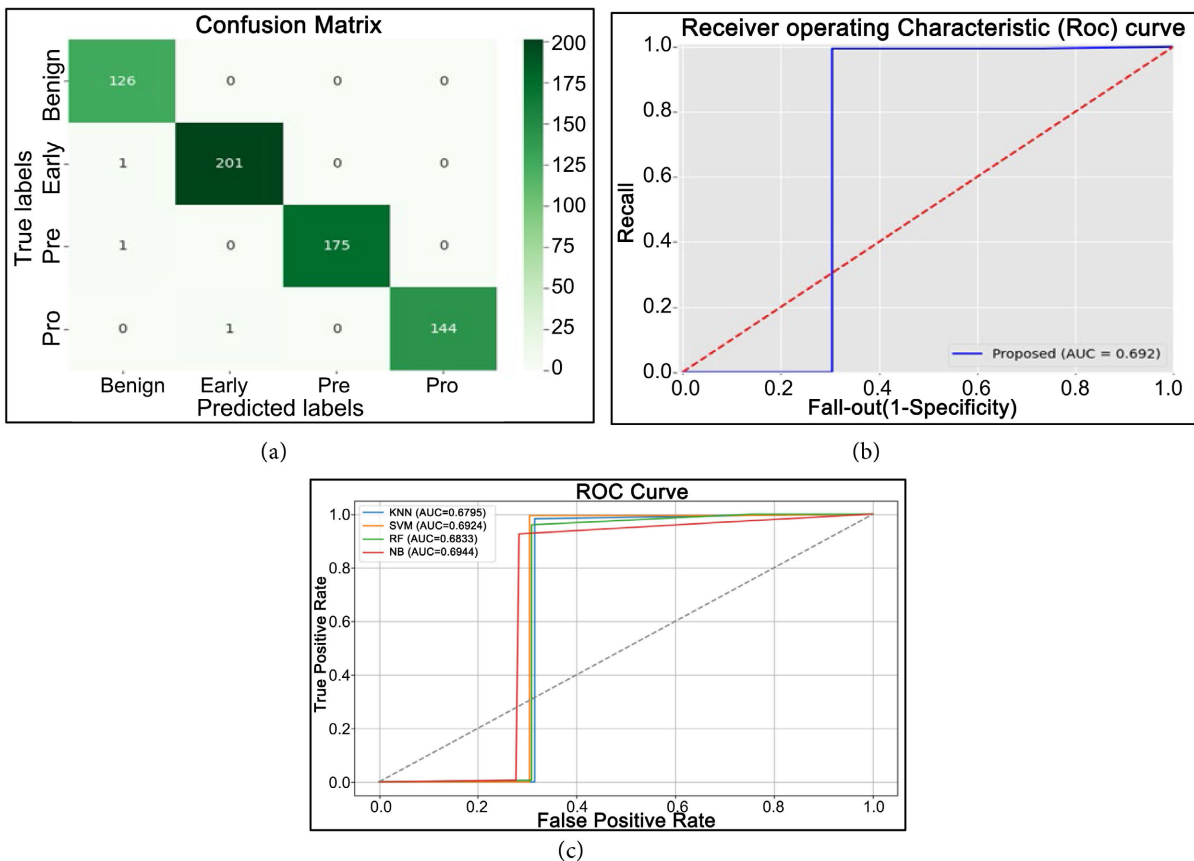 Confusion Matrix
True labels
Benign
Early
Pre
Pro
126 0 0 0
1 201 0 0
1 0 175 0
0 1 0 144
Benign Early Pre Pro
Predicted labels
200
175
150
125
100
75
50
25
0
(a)
Receiver operating Characteristic (Roc) curve
Recall
1.0
0.8
0.6
0.4
0.2
0.0
Proposed (AUC = 0.692)
0.0 0.2 0.4 0.6 0.8 1.0
Fall-out(1-Specificity)
(b)
ROC Curve
KNN (AUC=0.6795)
SVM (AUC=0.6924)
RF (AUC=0.6833)
NB (AUC=0.6944)
True Positive Rate
1.0
0.8
0.6
0.4
0.2
0.0
0.0 0.2 0.4 0.6 0.8 1.0
False Positive Rate
(c)